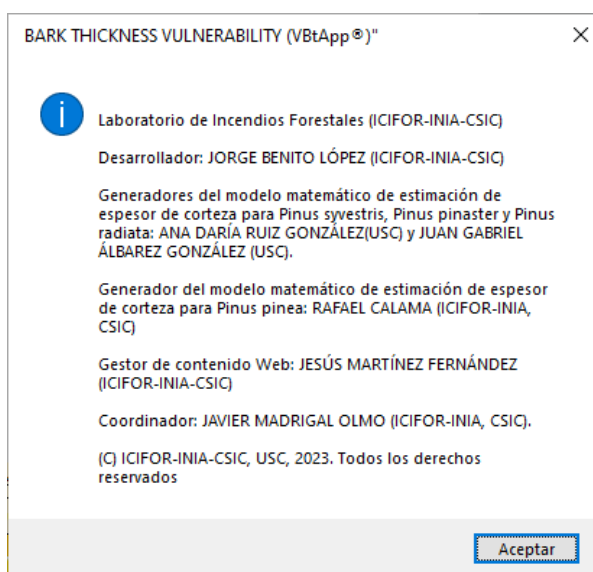 BARK THICKNESS VULNERABILITY (VBtApp®)"
Laboratorio de Incendios Forestales (ICIFOR-INIA-CSIC)
Desarrollador: JORGE BENITO LÓPEZ (ICIFOR-INIA-CSIC)
Generadores del modelo matemático de estimación de
espesor de corteza para Pinus syvestris, Pinus pinaster y Pinus
radiata: ANA DARÍA RUIZ GONZÁLEZ(USC) y JUAN GABRIEL
ÁLBAREZ GONZÁLEZ (USC).
Generador del modelo matemático de estimación de espesor
de corteza para Pinus pinea: RAFAEL CALAMA (ICIFOR-INIA,
CSIC)
Gestor de contenido Web: JESÚS MARTÍNEZ FERNÁNDEZ
(ICIFOR-INIA-CSIC)
Coordinador: JAVIER MADRIGAL OLMO (ICIFOR-INIA, CSIC).
(C) ICIFOR-INIA-CSIC, USC, 2023. Todos los derechos
reservados
Aceptar